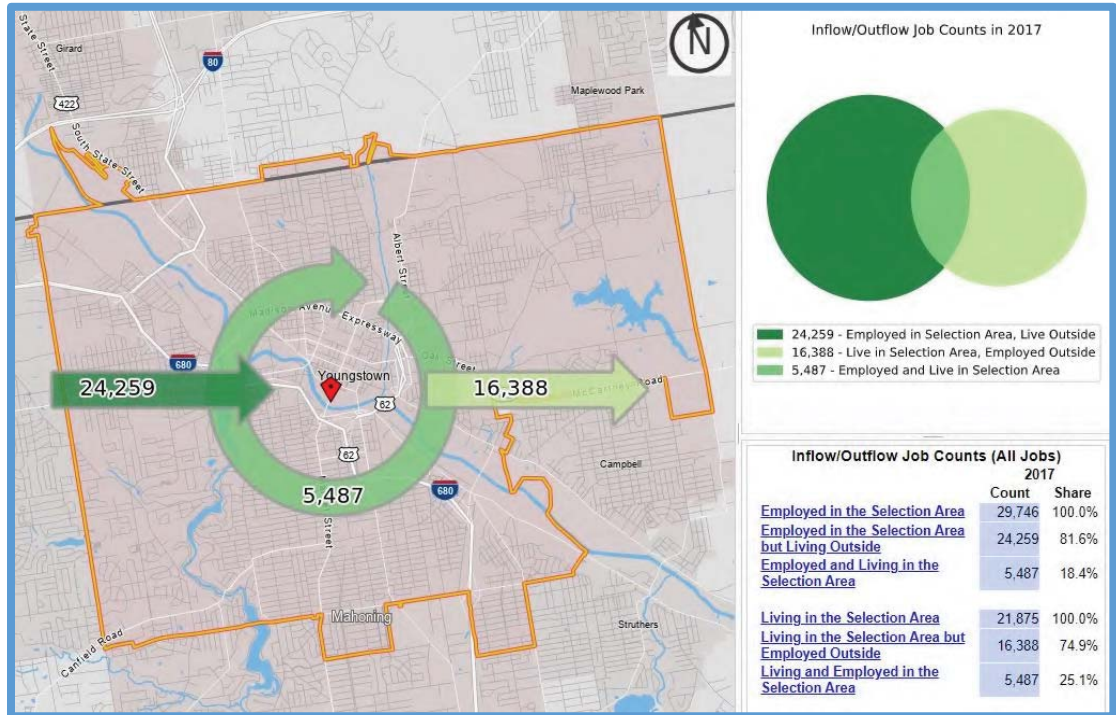 State Street
Girard
80
422
South State Street
N
Maplewood Park
Albert Street
Madison Avenue Expressway
Oak Street
680
Youngstown
McCartney Road
24,259
16,388
62
62
Campbell
5,487
680
Street
Mahoning
Struthers
Canfield Road
Inflow/Outflow Job Counts in 2017
24,259 - Employed in Selection Area, Live Outside
16,388 - Live in Selection Area, Employed Outside
5,487 - Employed and Live in Selection Area
Inflow/Outflow Job Counts (All Jobs)
2017
Count Share
Employed in the Selection Area 29,746 100.0%
Employed in the Selection Area
but Living Outside 24,259 81.6%
Employed and Living in the
Selection Area 5,487 18.4%
Living in the Selection Area 21,875 100.0%
Living in the Selection Area but
Employed Outside 16,388 74.9%
Living and Employed in the
Selection Area 5,487 25.1%